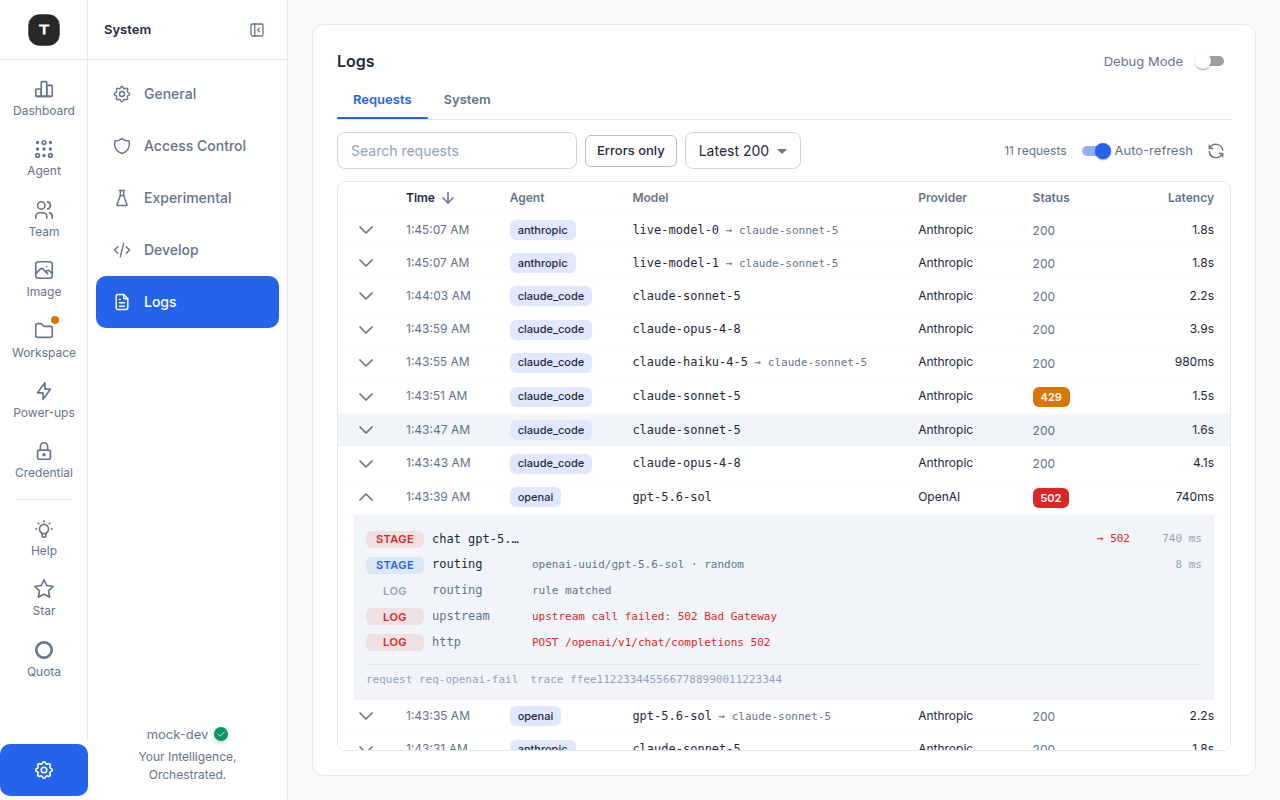 T
System
Dashboard
Agent
Team
Image
Workspace
Power-ups
Credential
Help
Star
Quota
General
Access Control
Experimental
Develop
Logs
mock-dev
Your Intelligence,
Orchestrated.
Logs
Debug Mode
Requests System
Search requests Errors only Latest 200 11 requests Auto-refresh
Time ↓ Agent Model Provider Status Latency
1:45:07 AM anthropic live-model-0 → claude-sonnet-5 Anthropic 200 1.8s
1:45:07 AM anthropic live-model-1 → claude-sonnet-5 Anthropic 200 1.8s
1:44:03 AM claude_code claude-sonnet-5 Anthropic 200 2.2s
1:43:59 AM claude_code claude-opus-4-8 Anthropic 200 3.9s
1:43:55 AM claude_code claude-haiku-4-5 → claude-sonnet-5 Anthropic 200 980ms
1:43:51 AM claude_code claude-sonnet-5 Anthropic 429 1.5s
1:43:47 AM claude_code claude-sonnet-5 Anthropic 200 1.6s
1:43:43 AM claude_code claude-opus-4-8 Anthropic 200 4.1s
1:43:39 AM openai gpt-5.6-sol OpenAI 502 740ms
STAGE chat gpt-5.… → 502 740 ms
STAGE routing openai-uuid/gpt-5.6-sol · random 8 ms
LOG routing rule matched
LOG upstream upstream call failed: 502 Bad Gateway
LOG http POST /openai/v1/chat/completions 502
request req-openai-fail trace ffee11223344556677889900112233​44
1:43:35 AM openai gpt-5.6-sol → claude-sonnet-5 Anthropic 200 2.2s
1:43:31 AM anthropic claude-sonnet-5 Anthropic 200 1.8s